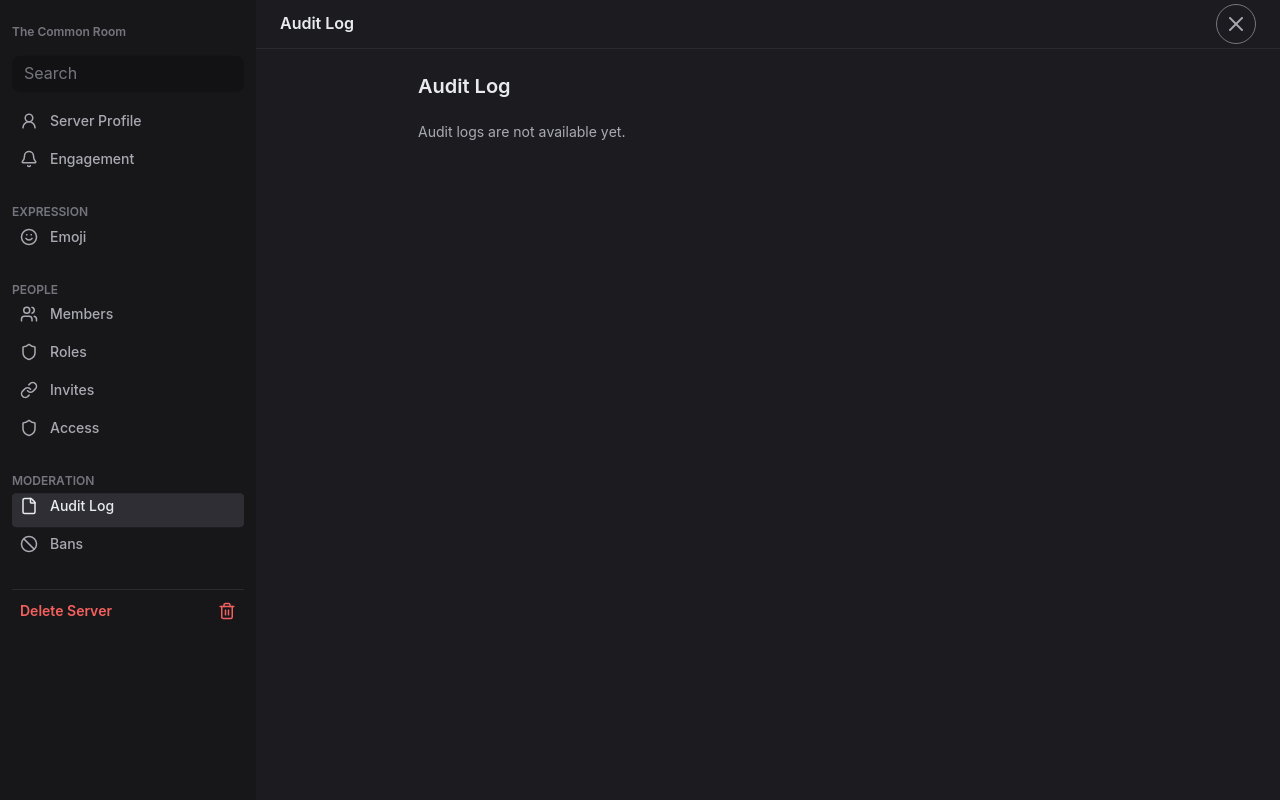 The Common Room
Search
Server Profile
Engagement
EXPRESSION
Emoji
PEOPLE
Members
Roles
Invites
Access
MODERATION
Audit Log
Bans
Delete Server
Audit Log
Audit Log
Audit logs are not available yet.